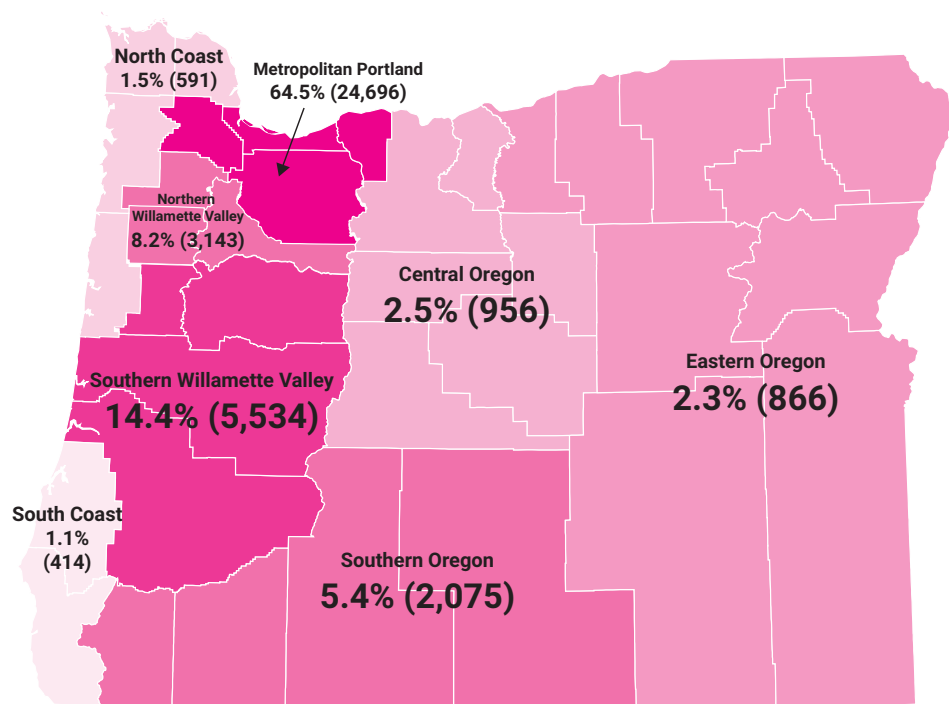 North Coast
1.5% (591)
Metropolitan Portland
64.5% (24,696)
Northern
Willamette Valley
8.2% (3,143)
Central Oregon
2.5% (956)
Eastern Oregon
2.3% (866)
Southern Willamette Valley
14.4% (5,534)
South Coast
1.1%
(414)
Southern Oregon
5.4% (2,075)